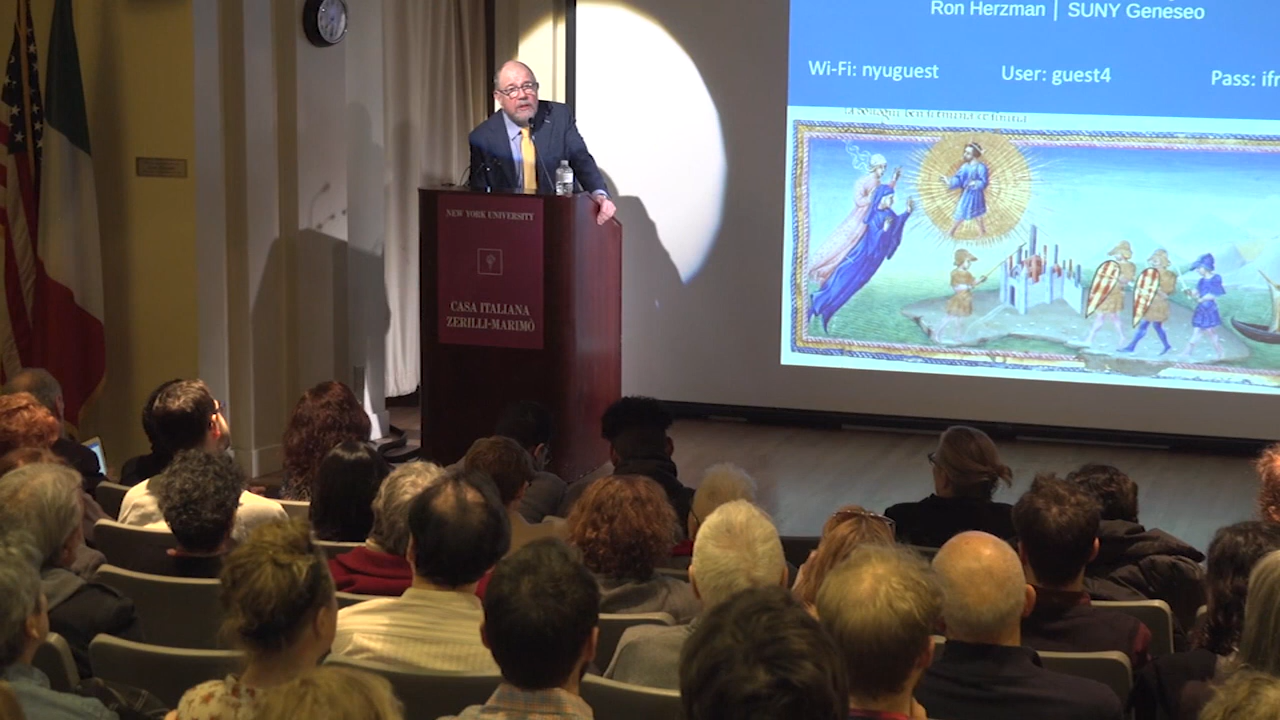 Ron Herzman | SUNY Geneseo
Wi-Fi: nyuguest User: guest4 Pass: ifr
NEW YORK UNIVERSITY
CASA ITALIANA
ZERILLI-MARIMÒ